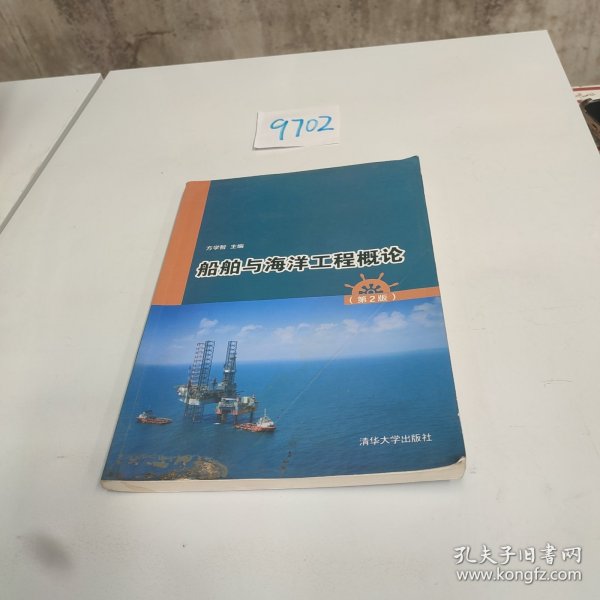 9702
方学智 主编
船舶与海洋工程概论
（第2版）
清华大学出版社
孔夫子旧书网
www.kongfz.com